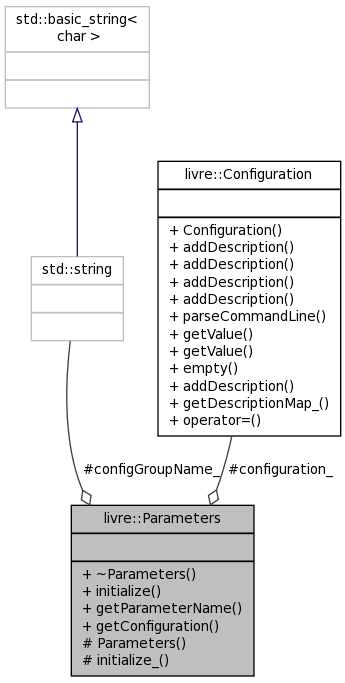 std::basic_string<
char >
livre::Configuration
+ Configuration()
+ addDescription()
+ addDescription()
+ addDescription()
+ addDescription()
+ parseCommandLine()
+ getValue()
+ getValue()
+ empty()
+ addDescription()
+ getDescriptionMap_()
+ operator=()
std::string
#configGroupName_
#configuration_
livre::Parameters
+ ~Parameters()
+ initialize()
+ getParameterName()
+ getConfiguration()
# Parameters()
# initialize_()